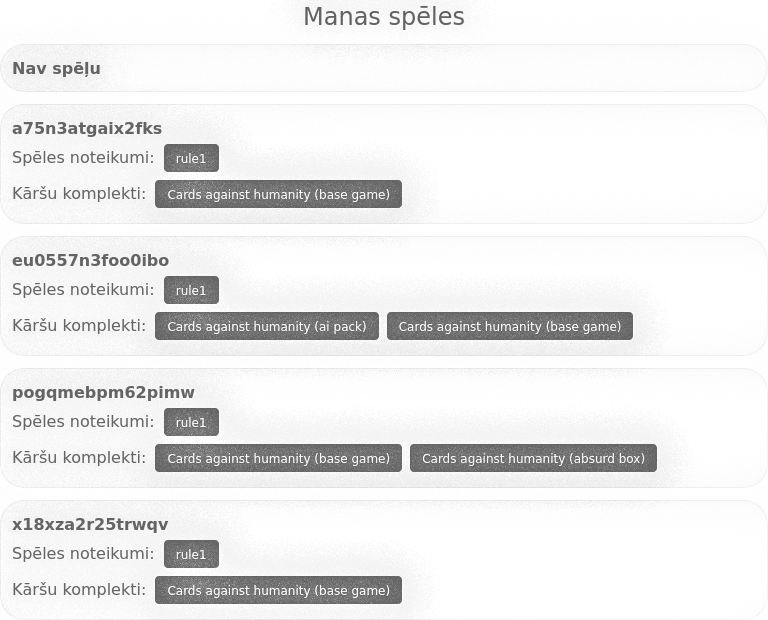 Manas spēles
Nav spēļu
a75n3atgaix2fks
Spēles noteikumi: rule1
Kāršu komplekti: Cards against humanity (base game)
eu0557n3foo0ibo
Spēles noteikumi: rule1
Kāršu komplekti: Cards against humanity (ai pack) Cards against humanity (base game)
pogqmebpm62pimw
Spēles noteikumi: rule1
Kāršu komplekti: Cards against humanity (base game) Cards against humanity (absurd box)
x18xza2r25trwqv
Spēles noteikumi: rule1
Kāršu komplekti: Cards against humanity (base game)